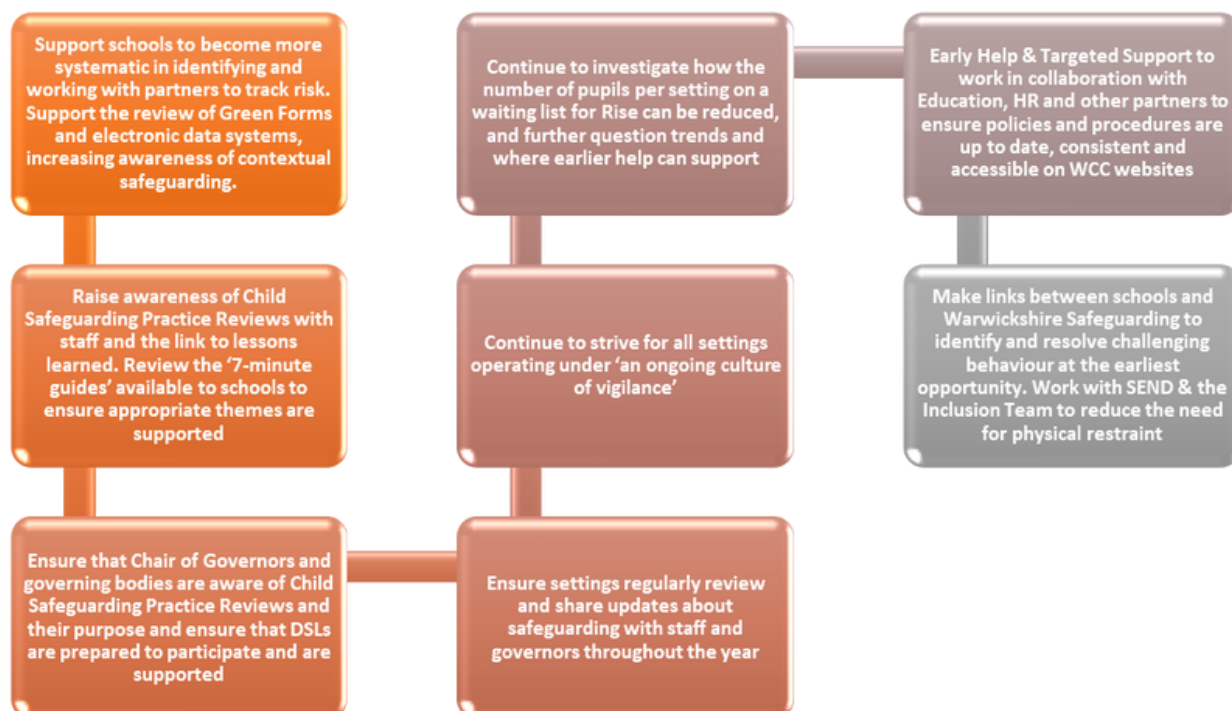 Support schools to become more
systematic in identifying and
working with partners to track risk.
Support the review of Green Forms
and electronic data systems,
increasing awareness of contextual
safeguarding.
Raise awareness of Child
Safeguarding Practice Reviews with
staff and the link to lessons
learned. Review the ‘7-minute
guides’ available to schools to
ensure appropriate themes are
supported
Ensure that Chair of Governors and
governing bodies are aware of Child
Safeguarding Practice Reviews and
their purpose and ensure that DSLs
are prepared to participate and are
supported
Ensure settings regularly review
and share updates about
safeguarding with staff and
governors throughout the year
Continue to strive for all settings
operating under ‘an ongoing culture
of vigilance’
Continue to investigate how the
number of pupils per setting on a
waiting list for Rise can be reduced,
and further question trends and
where earlier help can support
Early Help & Targeted Support to
work in collaboration with
Education, HR and other partners to
ensure policies and procedures are
up to date, consistent and
accessible on WCC websites
Make links between schools and
Warwickshire Safeguarding to
identify and resolve challenging
behaviour at the earliest
opportunity. Work with SEND & the
Inclusion Team to reduce the need
for physical restraint